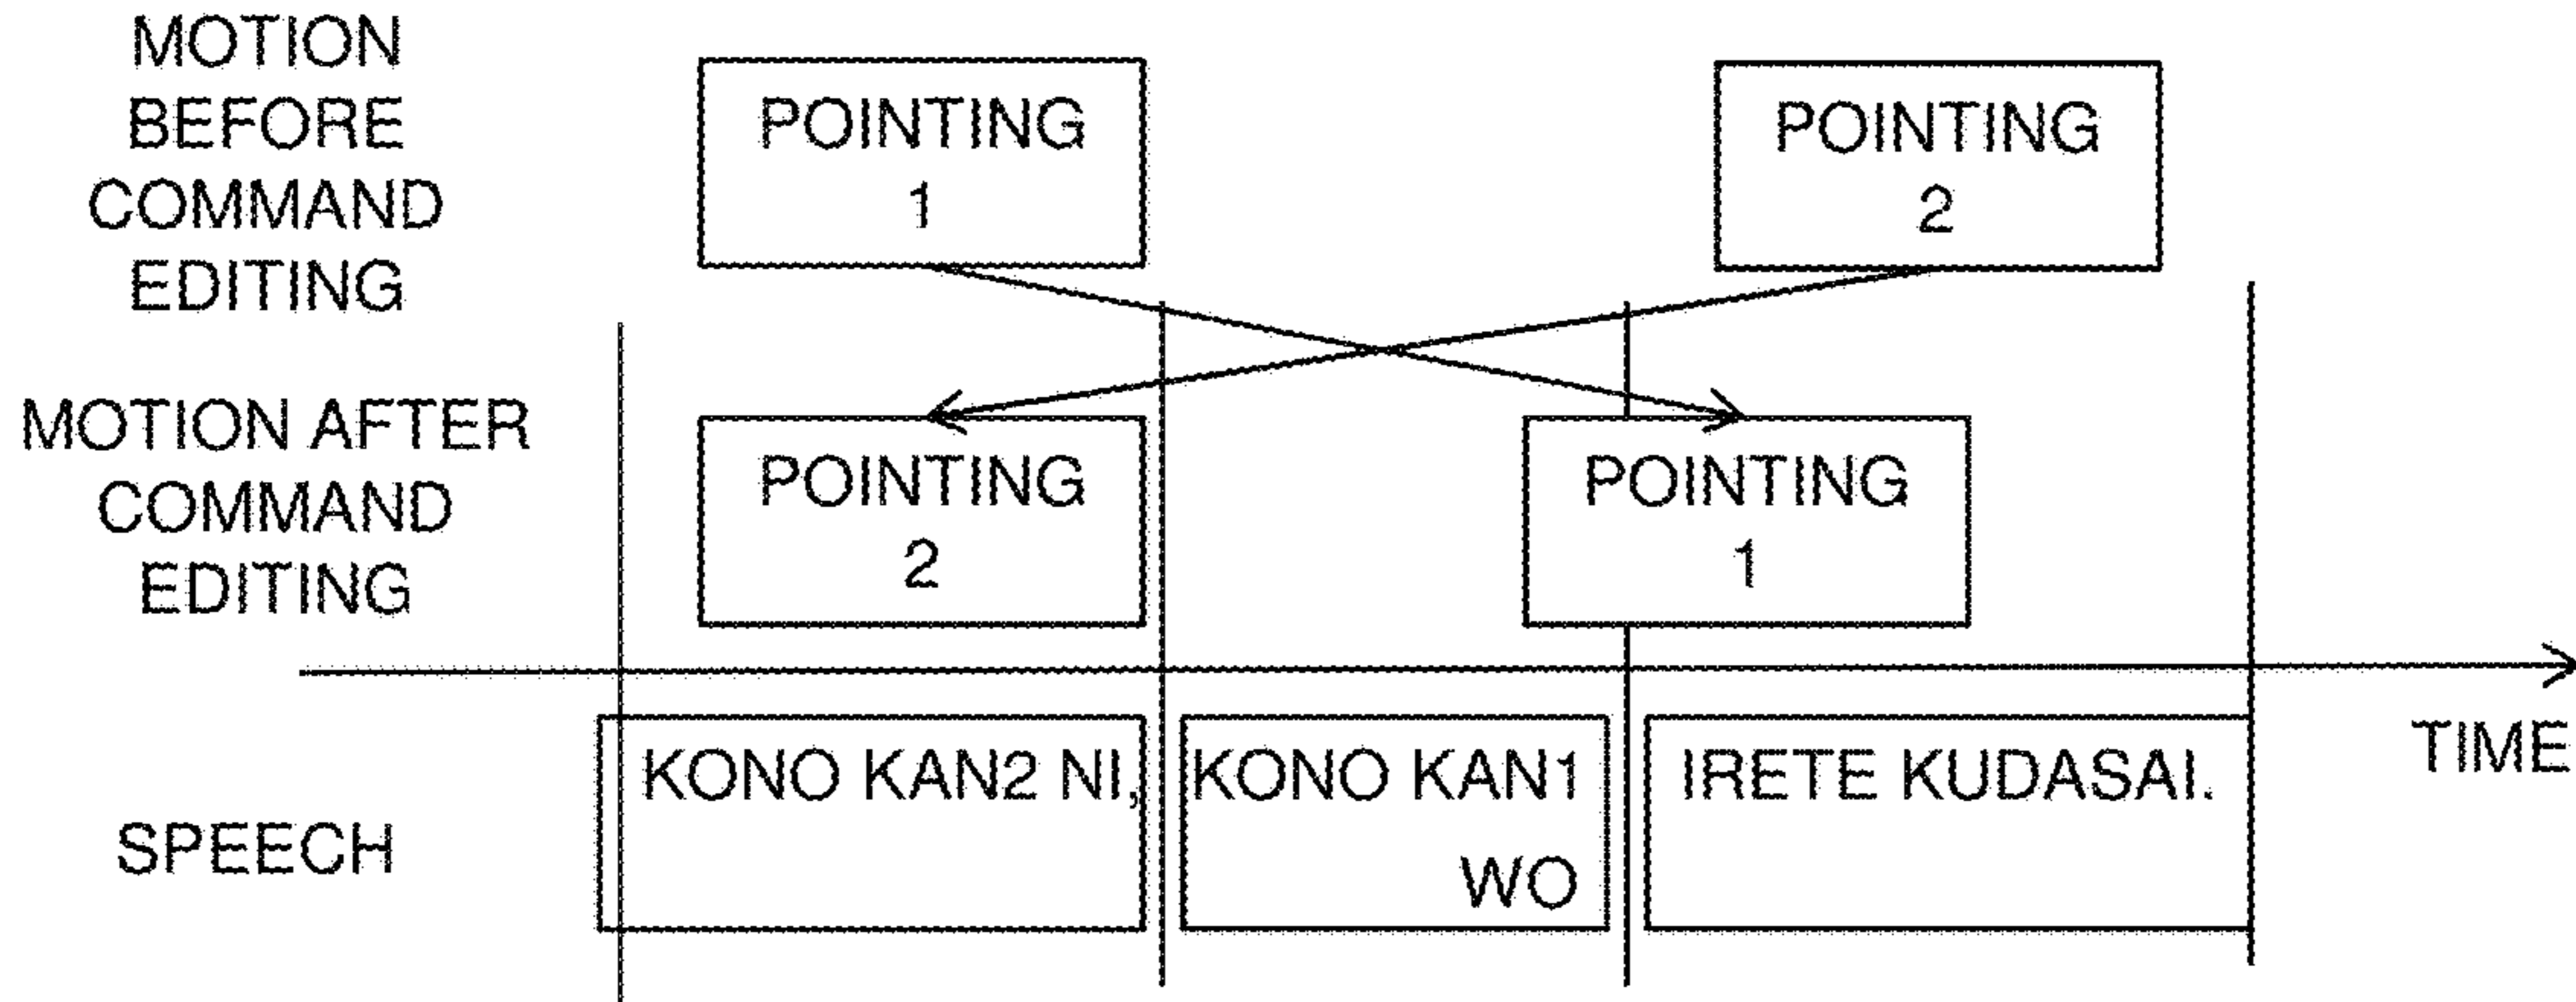 MOTION
BEFORE
COMMAND
EDITING
POINTING
1
POINTING
2
MOTION AFTER
COMMAND
EDITING
POINTING
2
POINTING
1
TIME
SPEECH
KONO KAN2 NI,
KONO KAN1
WO
IRETE KUDASAI.